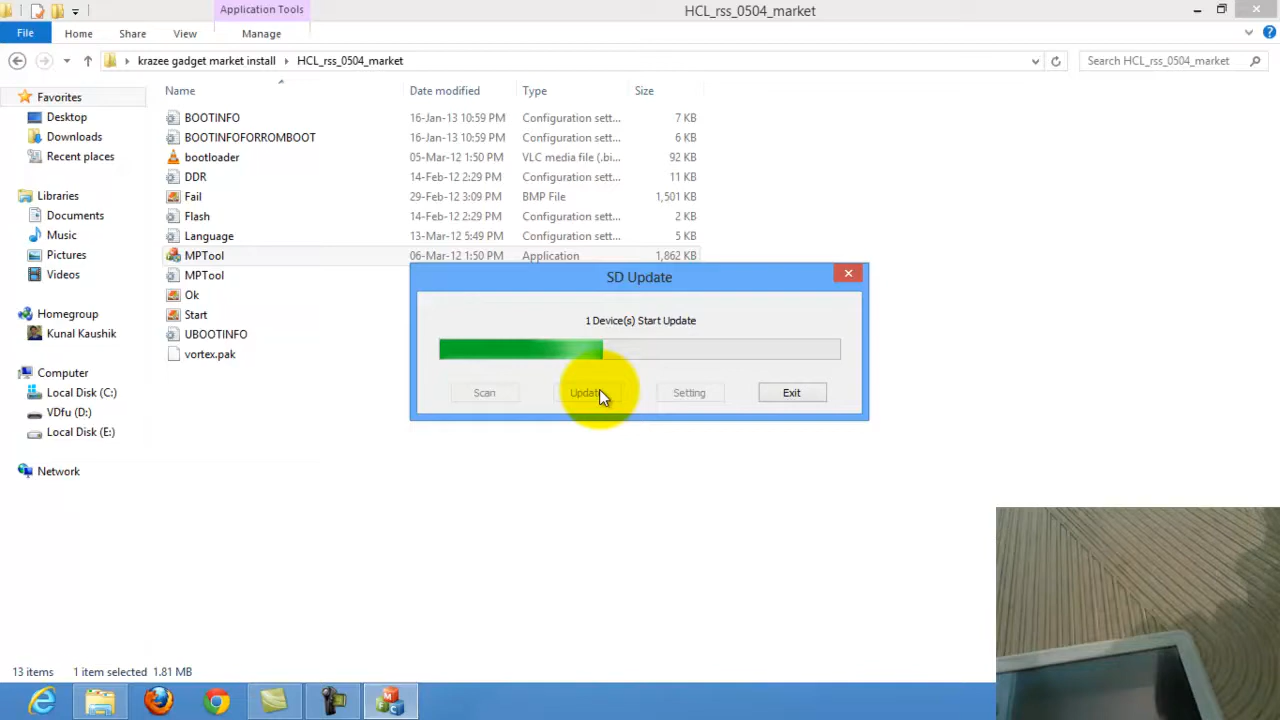 Application Tools
HCL_rss_0504_market
File Home Share View Manage
krazee gadget market install HCL_rss_0504_market
Search HCL_rss_0504_market
Name Date modified Type Size
Favorites
Desktop
Downloads
Recent places
Libraries
Documents
Music
Pictures
Videos
Homegroup
Kunal Kaushik
Computer
Local Disk (C:)
VDfu (D:)
Local Disk (E:)
Network
BOOTINFO 16-Jan-13 10:59 PM Configuration sett... 7 KB
BOOTINFOFORROMBOOT 16-Jan-13 10:59 PM Configuration sett... 6 KB
bootloader 05-Mar-12 1:50 PM VLC media file (.bi... 92 KB
DDR 14-Feb-12 2:29 PM Configuration sett... 11 KB
Fail 29-Feb-12 3:09 PM BMP File 1,501 KB
Flash 14-Feb-12 2:29 PM Configuration sett... 2 KB
Language 13-Mar-12 5:49 PM Configuration sett... 5 KB
MPTool 06-Mar-12 1:50 PM Application 1,862 KB
MPTool
Ok
Start
UBOOTINFO
vortex.pak
SD Update
1 Device(s) Start Update
Scan Update Setting Exit
13 items 1 item selected 1.81 MB